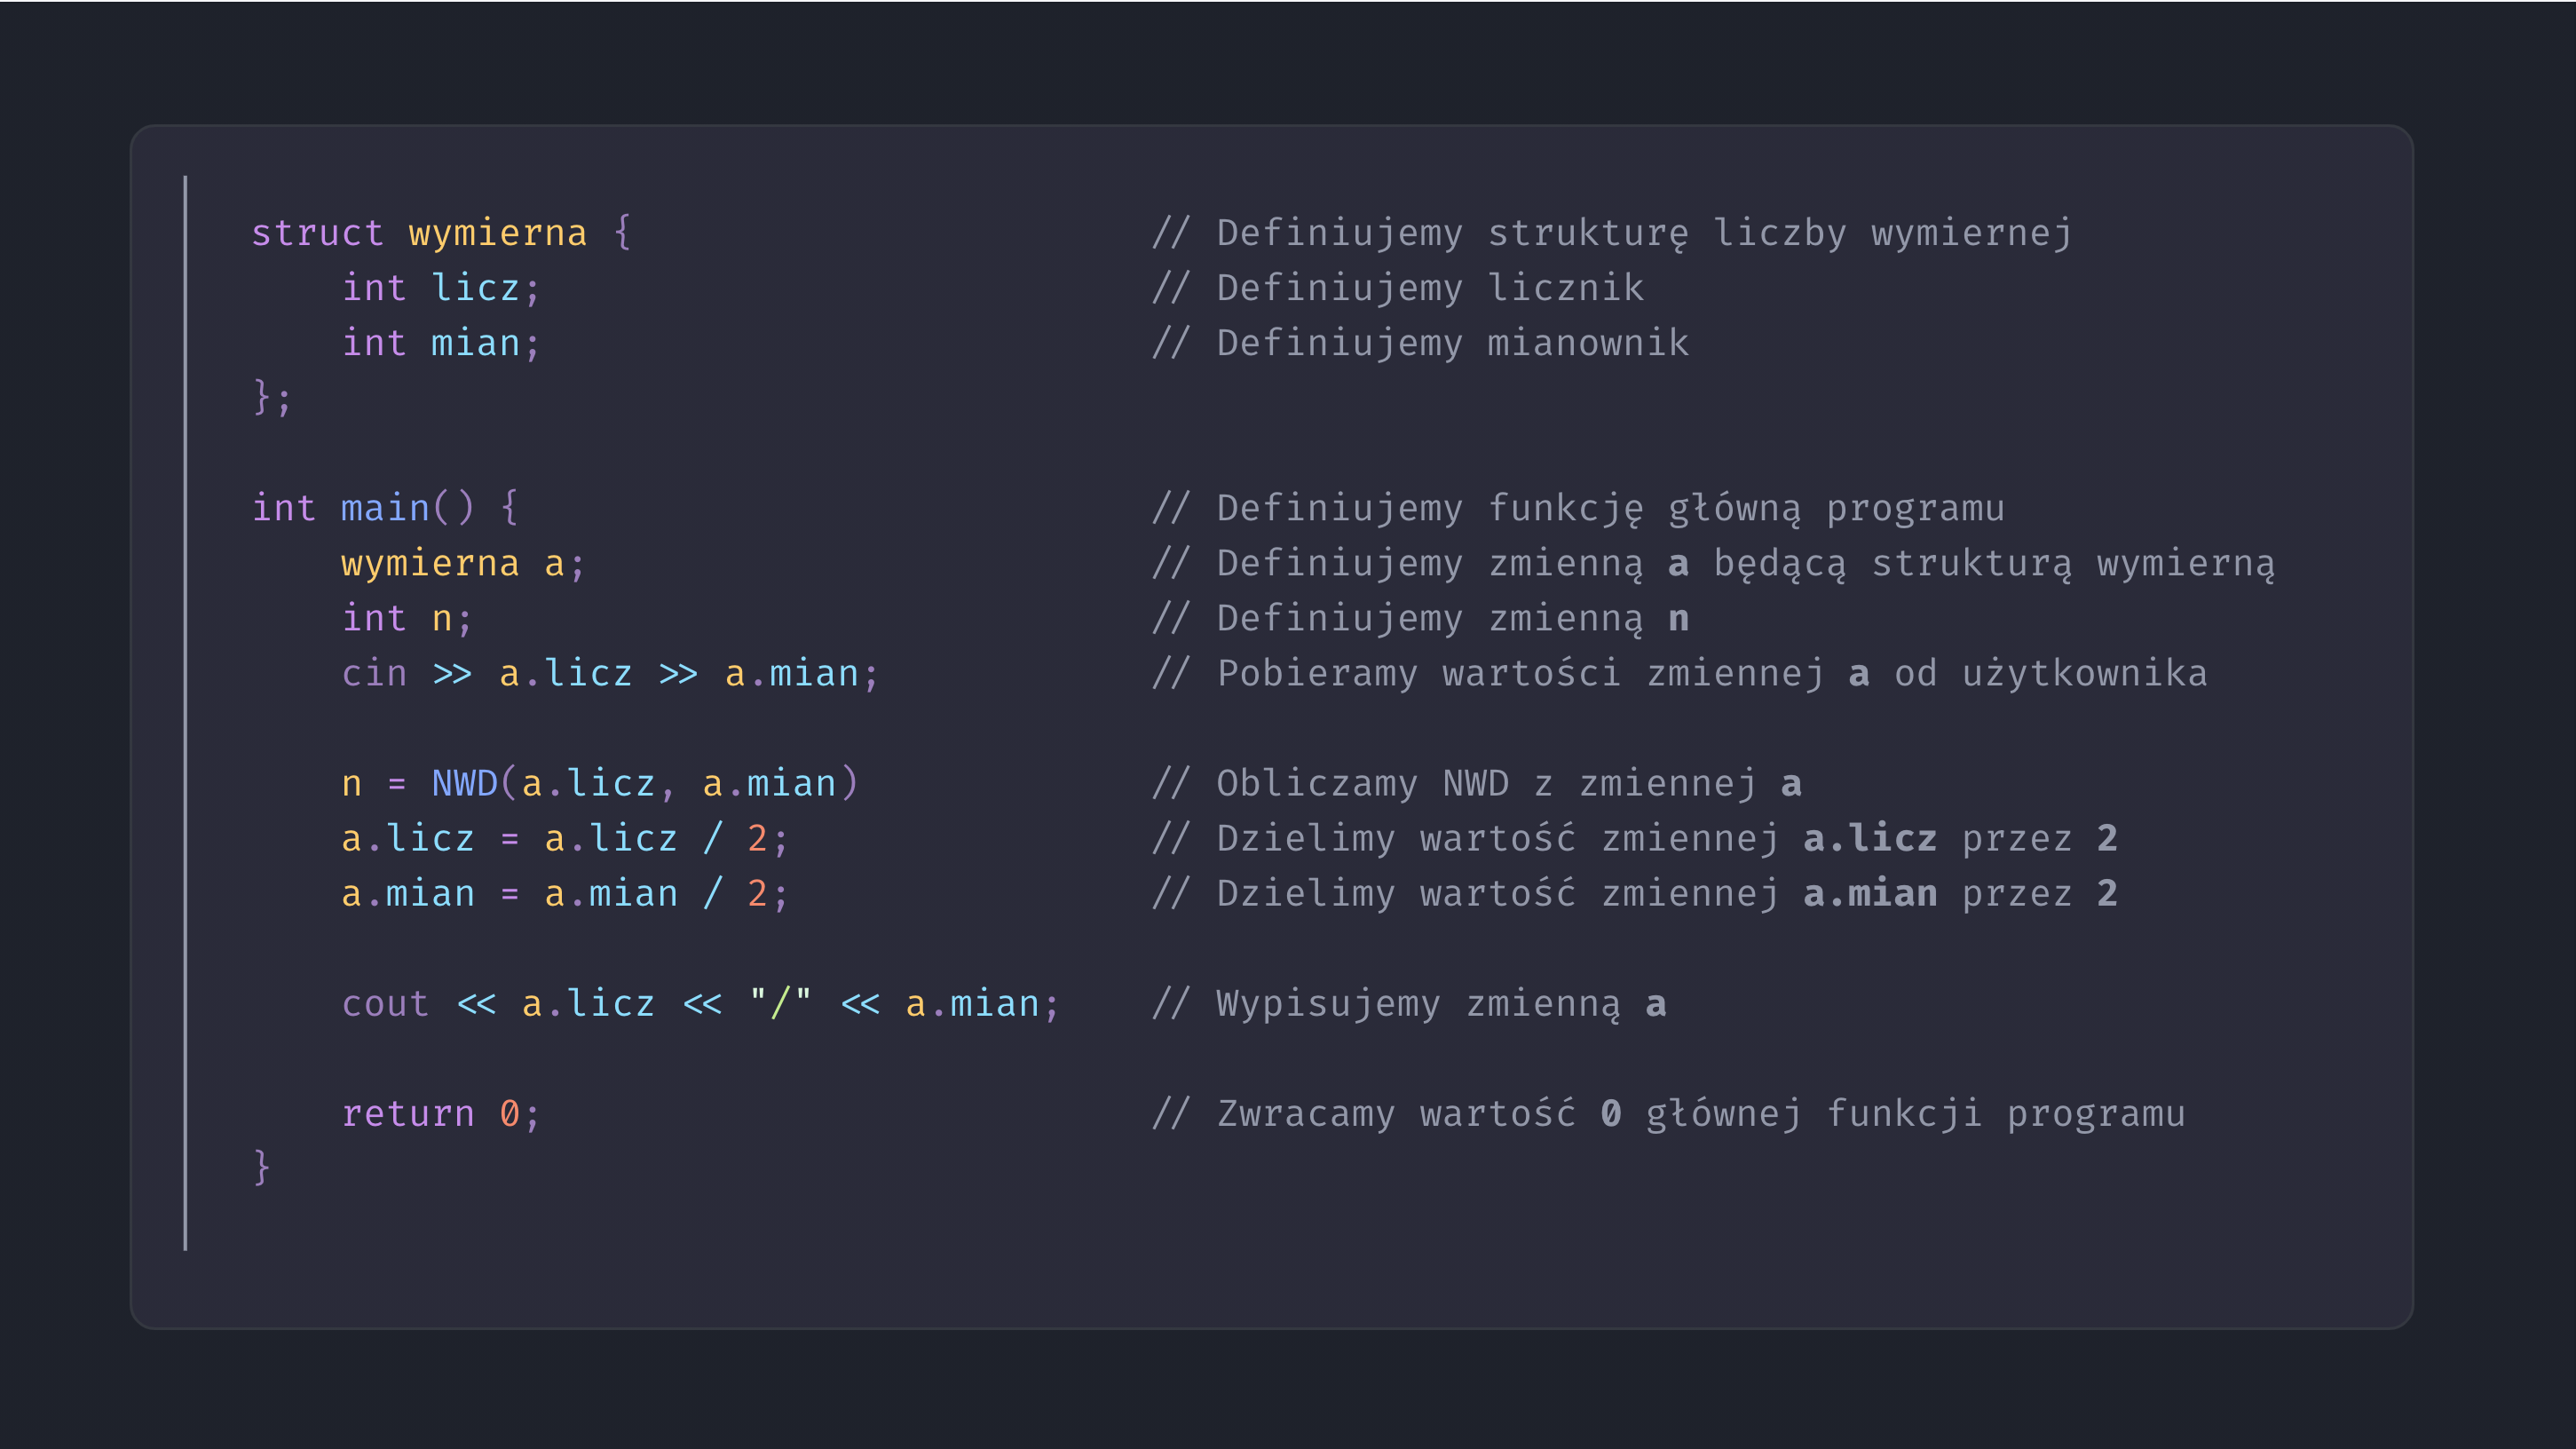 struct wymierna { // Definiujemy strukturę liczby wymiernej
int licz; // Definiujemy licznik
int mian; // Definiujemy mianownik
};
int main() { // Definiujemy funkcję główną programu
wymierna a; // Definiujemy zmienną a będącą strukturą wymierną
int n; // Definiujemy zmienną n
cin >> a.licz >> a.mian; // Pobieramy wartości zmiennej a od użytkownika
n = NWD(a.licz, a.mian) // Obliczamy NWD z zmiennej a
a.licz = a.licz / 2; // Dzielimy wartość zmiennej a.licz przez 2
a.mian = a.mian / 2; // Dzielimy wartość zmiennej a.mian przez 2
cout << a.licz << "/" << a.mian; // Wypisujemy zmienną a
return 0; // Zwracamy wartość 0 głównej funkcji programu
}